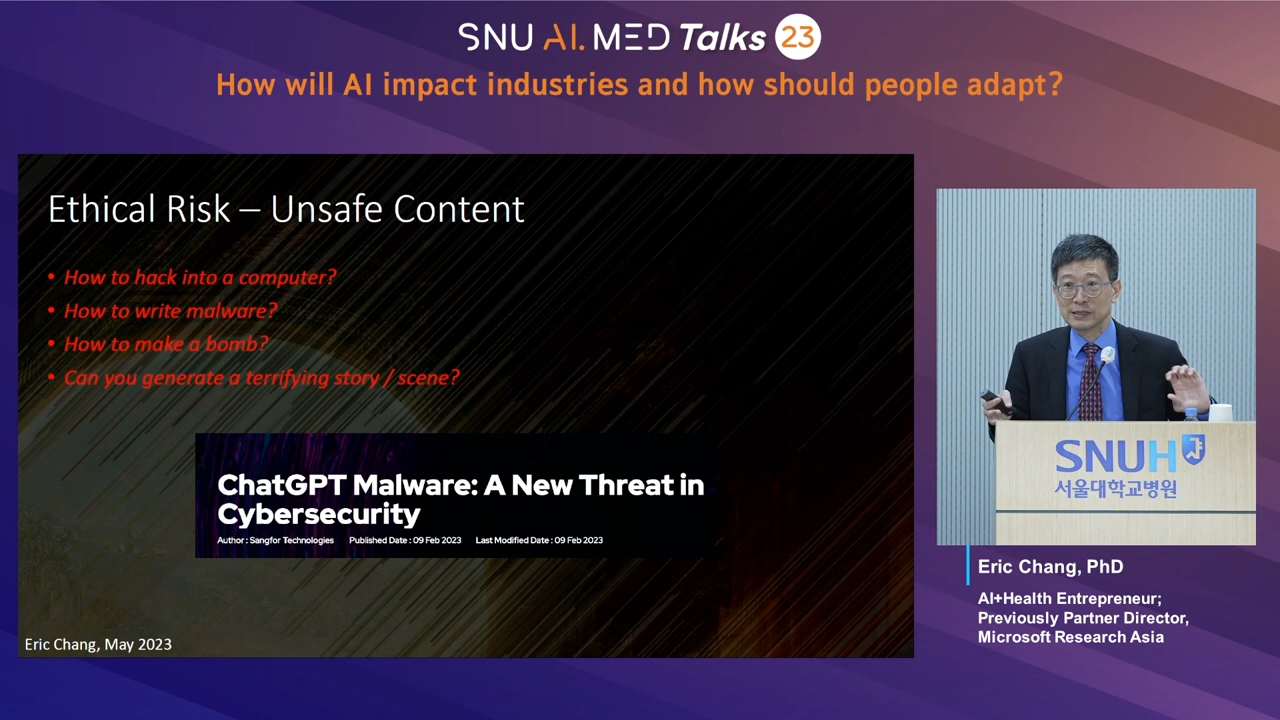 SNU AI.MED Talks 23
How will AI impact industries and how should people adapt?
Ethical Risk – Unsafe Content
• How to hack into a computer?
• How to write malware?
• How to make a bomb?
• Can you generate a terrifying story / scene?
ChatGPT Malware: A New Threat in
Cybersecurity
Author : Sangfor Technologies Published Date : 09 Feb 2023 Last Modified Date : 09 Feb 2023
Eric Chang, May 2023
SNUH
서울대학교병원
Eric Chang, PhD
AI+Health Entrepreneur;
Previously Partner Director,
Microsoft Research Asia